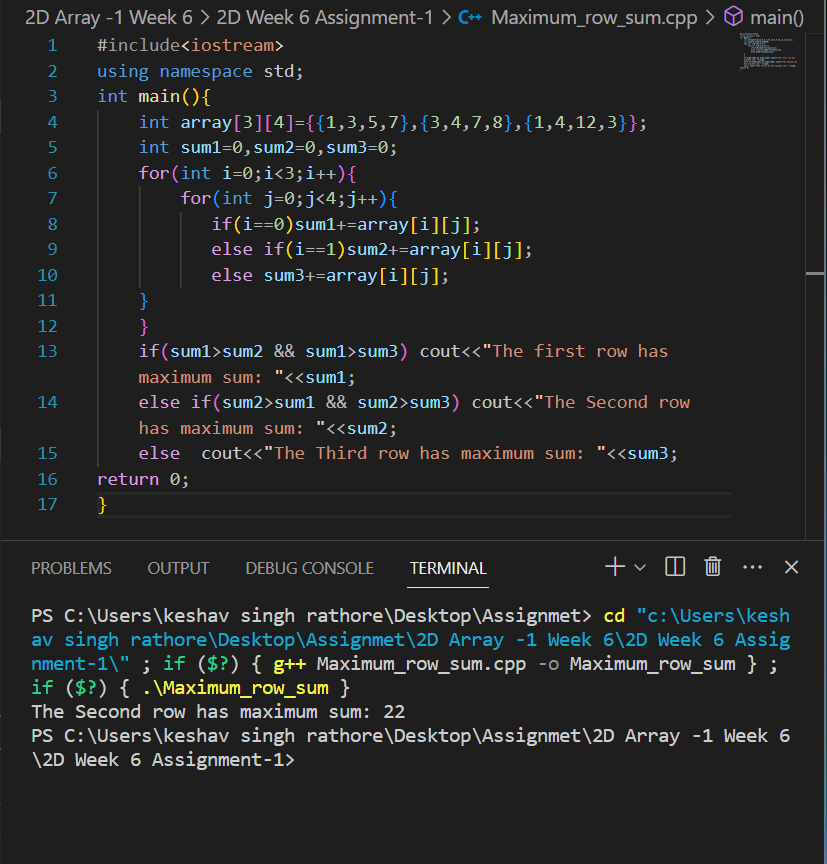 2D Array -1 Week 6 > 2D Week 6 Assignment-1 > C++ Maximum_row_sum.cpp > main()
1 #include<iostream>
2 using namespace std;
3 int main(){
4 int array[3][4]={{1,3,5,7},{3,4,7,8},{1,4,12,3}};
5 int sum1=0,sum2=0,sum3=0;
6 for(int i=0;i<3;i++){
7 for(int j=0;j<4;j++){
8 if(i==0)sum1+=array[i][j];
9 else if(i==1)sum2+=array[i][j];
10 else sum3+=array[i][j];
11 }
12 }
13 if(sum1>sum2 && sum1>sum3) cout<<"The first row has
maximum sum: "<<sum1;
14 else if(sum2>sum1 && sum2>sum3) cout<<"The Second row
has maximum sum: "<<sum2;
15 else  cout<<"The Third row has maximum sum: "<<sum3;
16 return 0;
17 }
PROBLEMS OUTPUT DEBUG CONSOLE TERMINAL
PS C:\Users\keshav singh rathore\Desktop\Assignmet> cd "c:\Users\kesh
av singh rathore\Desktop\Assignmet\2D Array -1 Week 6\2D Week 6 Assig
nment-1\" ; if ($?) { g++ Maximum_row_sum.cpp -o Maximum_row_sum } ;
if ($?) { .\Maximum_row_sum }
The Second row has maximum sum: 22
PS C:\Users\keshav singh rathore\Desktop\Assignmet\2D Array -1 Week 6
\2D Week 6 Assignment-1>